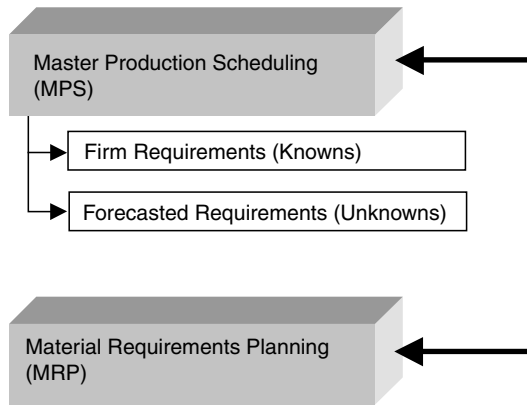 Master Production Scheduling
(MPS)
Firm Requirements (Knowns)
Forecasted Requirements (Unknowns)
Material Requirements Planning
(MRP)